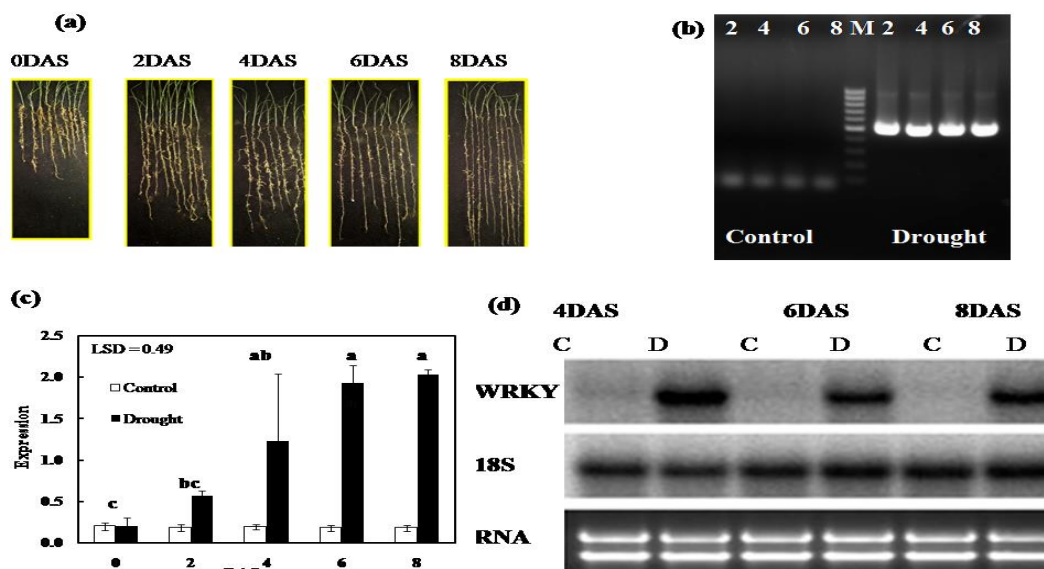 (a)
0DAS 2DAS 4DAS 6DAS 8DAS
(b)
2 4 6 8 M 2 4 6 8
Control Drought
(c)
2.5
2.0
1.5
1.0
0.5
0.0
Expression
LSD = 0.49
Control
Drought
c bc ab a a
0 2 4 6 8
(d)
4DAS 6DAS 8DAS
C D C D C D
WRKY
18S
RNA